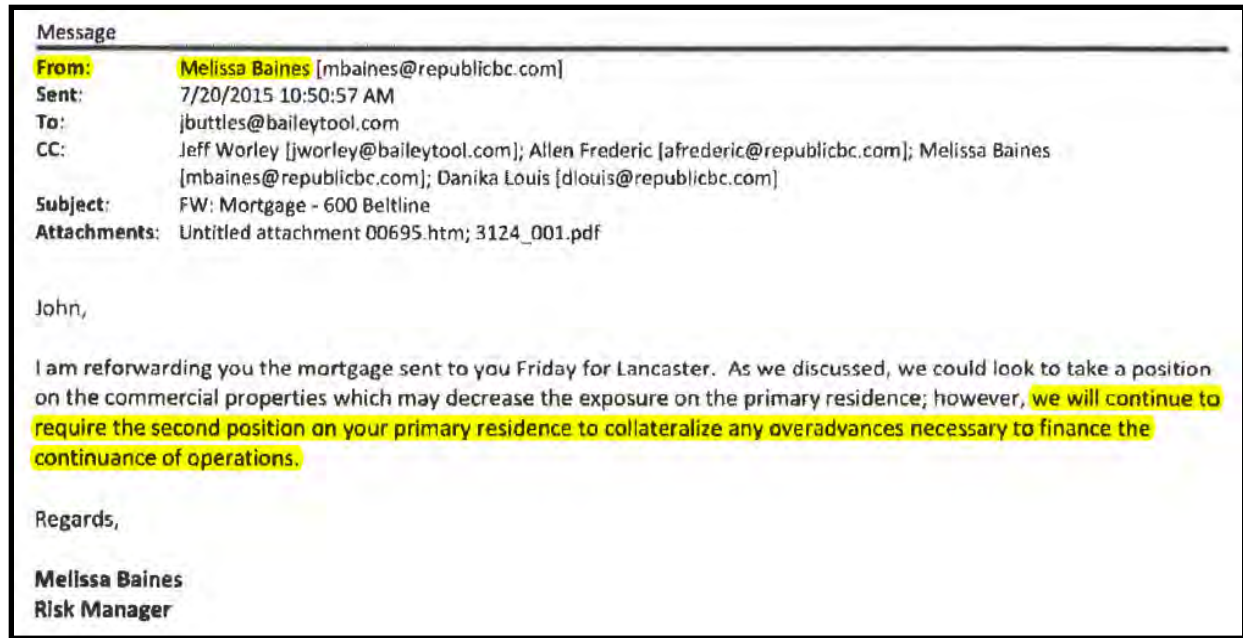 Message
From: Melissa Baines [mbaines@republicbc.com]
Sent: 7/20/2015 10:50:57 AM
To: jbuttles@baileytool.com
CC: Jeff Worley [jworley@baileytool.com]; Allen Frederic [afrederic@republicbc.com]; Melissa Baines
[mbaines@republicbc.com]; Danika Louis [dlouis@republicbc.com]
Subject: FW: Mortgage - 600 Beltline
Attachments: Untitled attachment 00695.htm; 3124_001.pdf
John,
I am reforwarding you the mortgage sent to you Friday for Lancaster. As we discussed, we could look to take a position
on the commercial properties which may decrease the exposure on the primary residence; however, we will continue to
require the second position on your primary residence to collateralize any overadvances necessary to finance the
continuance of operations.
Regards,
Melissa Baines
Risk Manager